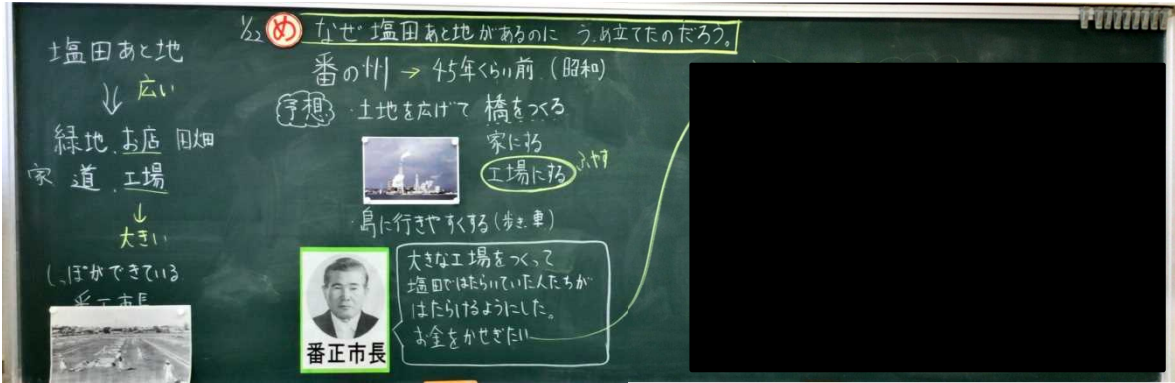 塩田あと地
広い
緑地 お店 田畑
家 道 工場
大きい
しっぽができている
番正市長
1/22 め なぜ塩田あと地があるのに うめ立てたのだろう。
番の州 → 45年くらい前 (昭和)
予想 ・土地を広げて 橋をつくる
家にする
工場にする ふやす
・島に行きやすくする(歩き、車)
番正市長
大きな工場をつくって
塩田ではたらいていた人たちが
はたらけるようにした。
お金をかせぎたい